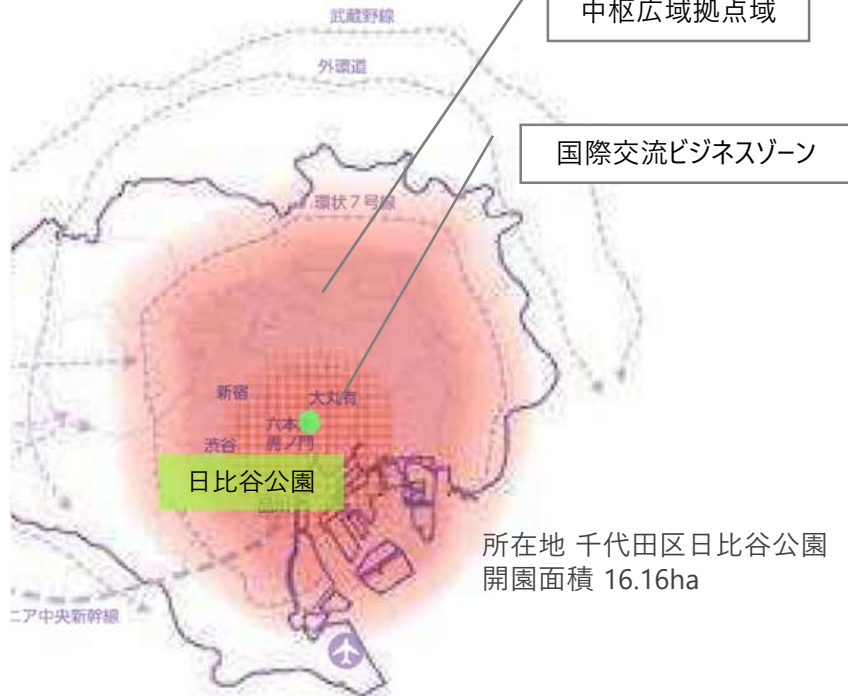 武蔵野線
中枢広域拠点域
外環道
国際交流ビジネスゾーン
環状7号線
新宿
大丸有
六本
渋谷
虎ノ門
日比谷公園
品川
所在地 千代田区日比谷公園
開園面積 16.16ha
ニア中央新幹線